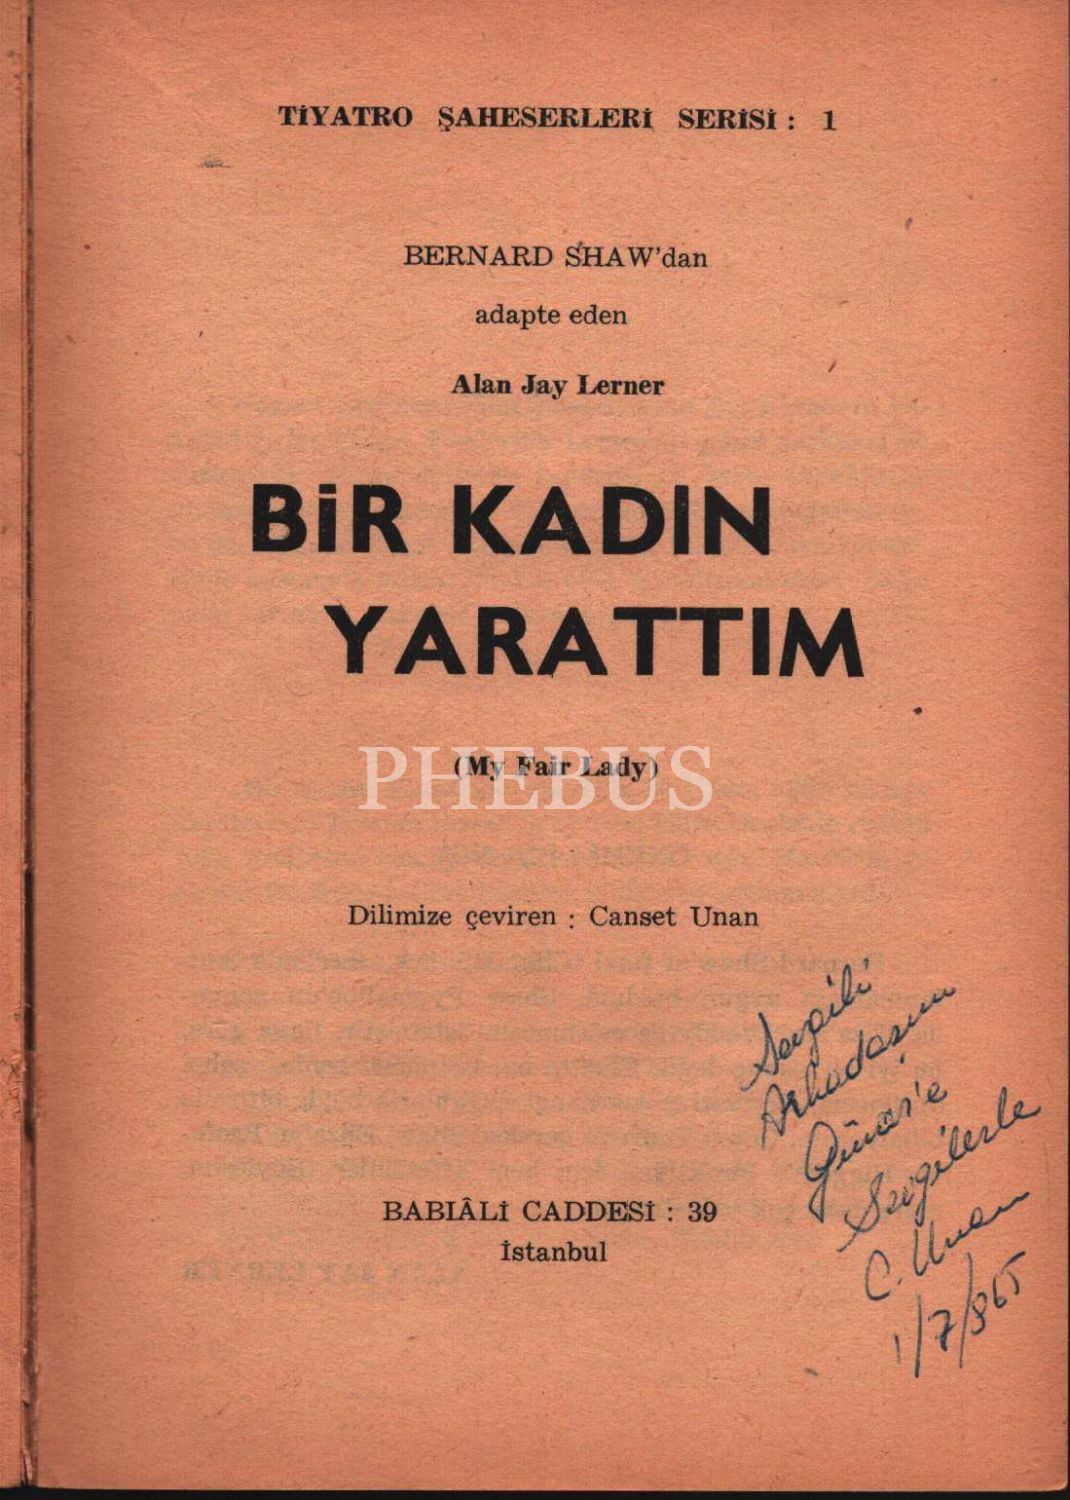 TİYATRO ŞAHESERLERİ SERİSİ : 1
BERNARD SHAW'dan
adapte eden
Alan Jay Lerner
BİR KADIN
YARATTIM
(My Fair Lady)
PHEBUS
Dilimize çeviren : Canset Unan
Sevgili
Arkadaşım
Güner'e
Sevgilerle
C. Unan
1/7/965
BABIÂLİ CADDESİ : 39
İstanbul